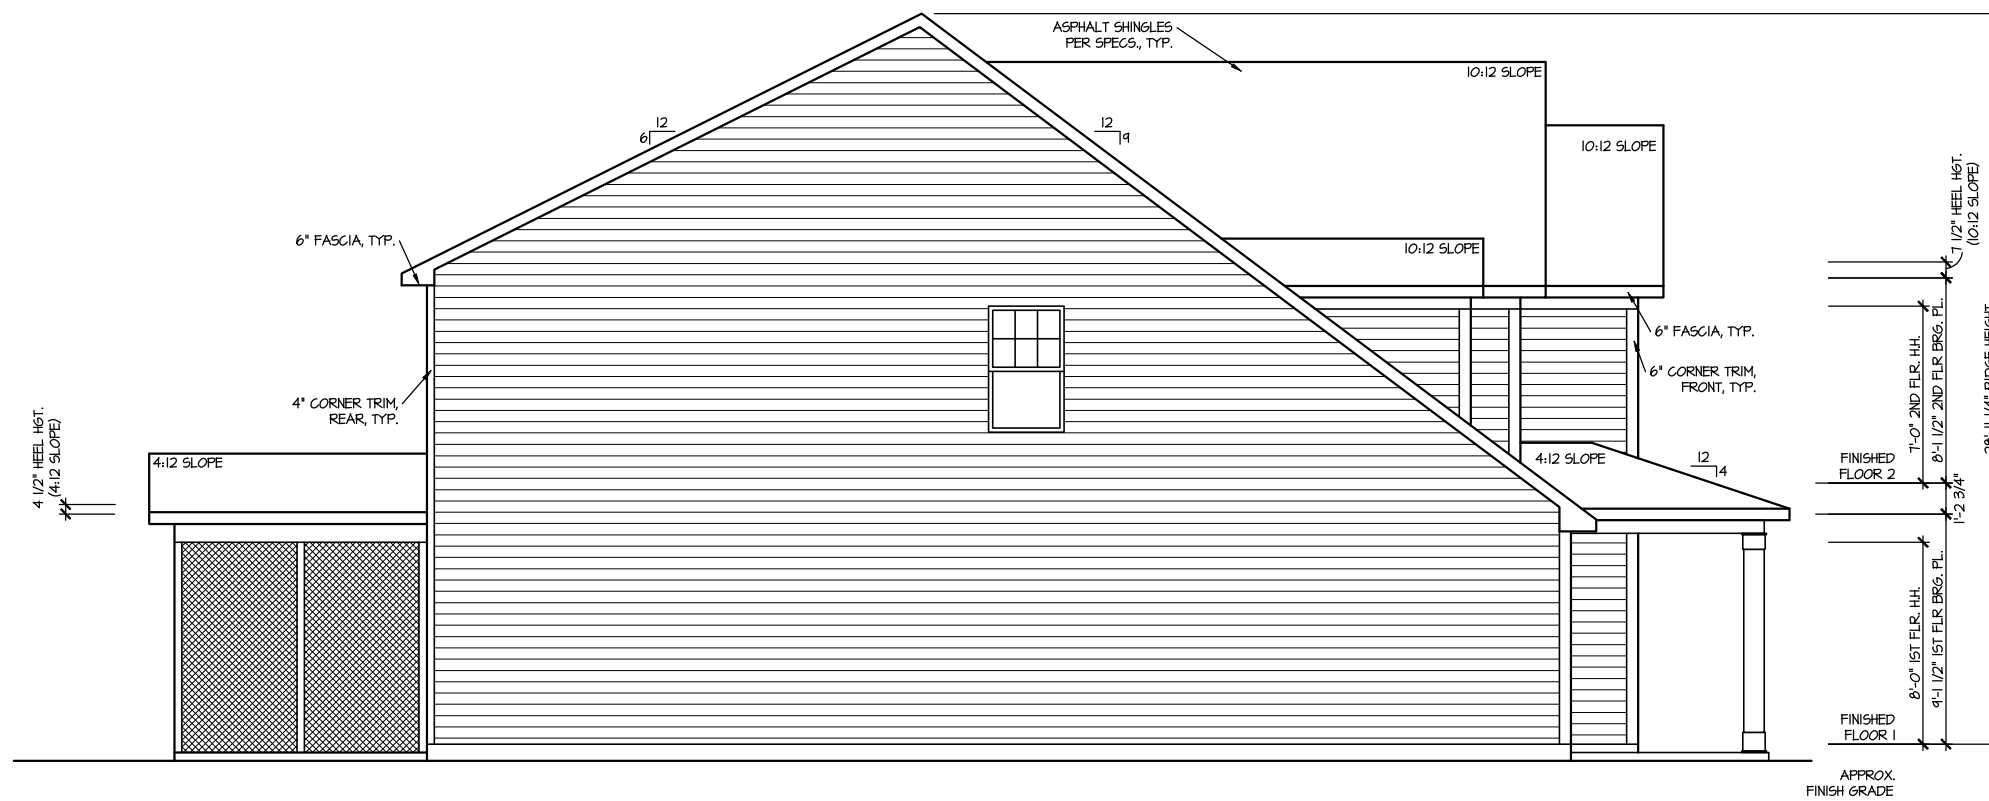 ASPHALT SHINGLES
PER SPECS., TYP.
10:12 SLOPE
10:12 SLOPE
12
6
12
9
6" FASCIA, TYP.
10:12 SLOPE
7 1/2" HEEL HGT.
(10:12 SLOPE)
6" FASCIA, TYP.
6" CORNER TRIM,
FRONT, TYP.
4" CORNER TRIM,
REAR, TYP.
4 1/2" HEEL HGT.
(4:12 SLOPE)
4:12 SLOPE
4:12 SLOPE
12
4
7'-0" 2ND FLR. H.H.
8'-1 1/2" 2ND FLR BRG. PL.
FINISHED
FLOOR 2
1'-2 3/4"
8'-0" 1ST FLR. H.H.
9'-1 1/2" 1ST FLR BRG. PL.
FINISHED
FLOOR 1
APPROX.
FINISH GRADE